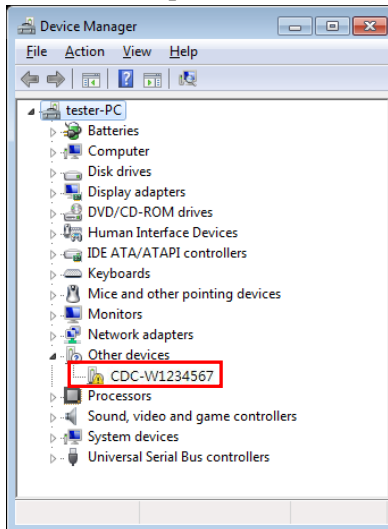 Device Manager
File Action View Help
tester-PC
Batteries
Computer
Disk drives
Display adapters
DVD/CD-ROM drives
Human Interface Devices
IDE ATA/ATAPI controllers
Keyboards
Mice and other pointing devices
Monitors
Network adapters
Other devices
CDC-W1234567
Processors
Sound, video and game controllers
System devices
Universal Serial Bus controllers